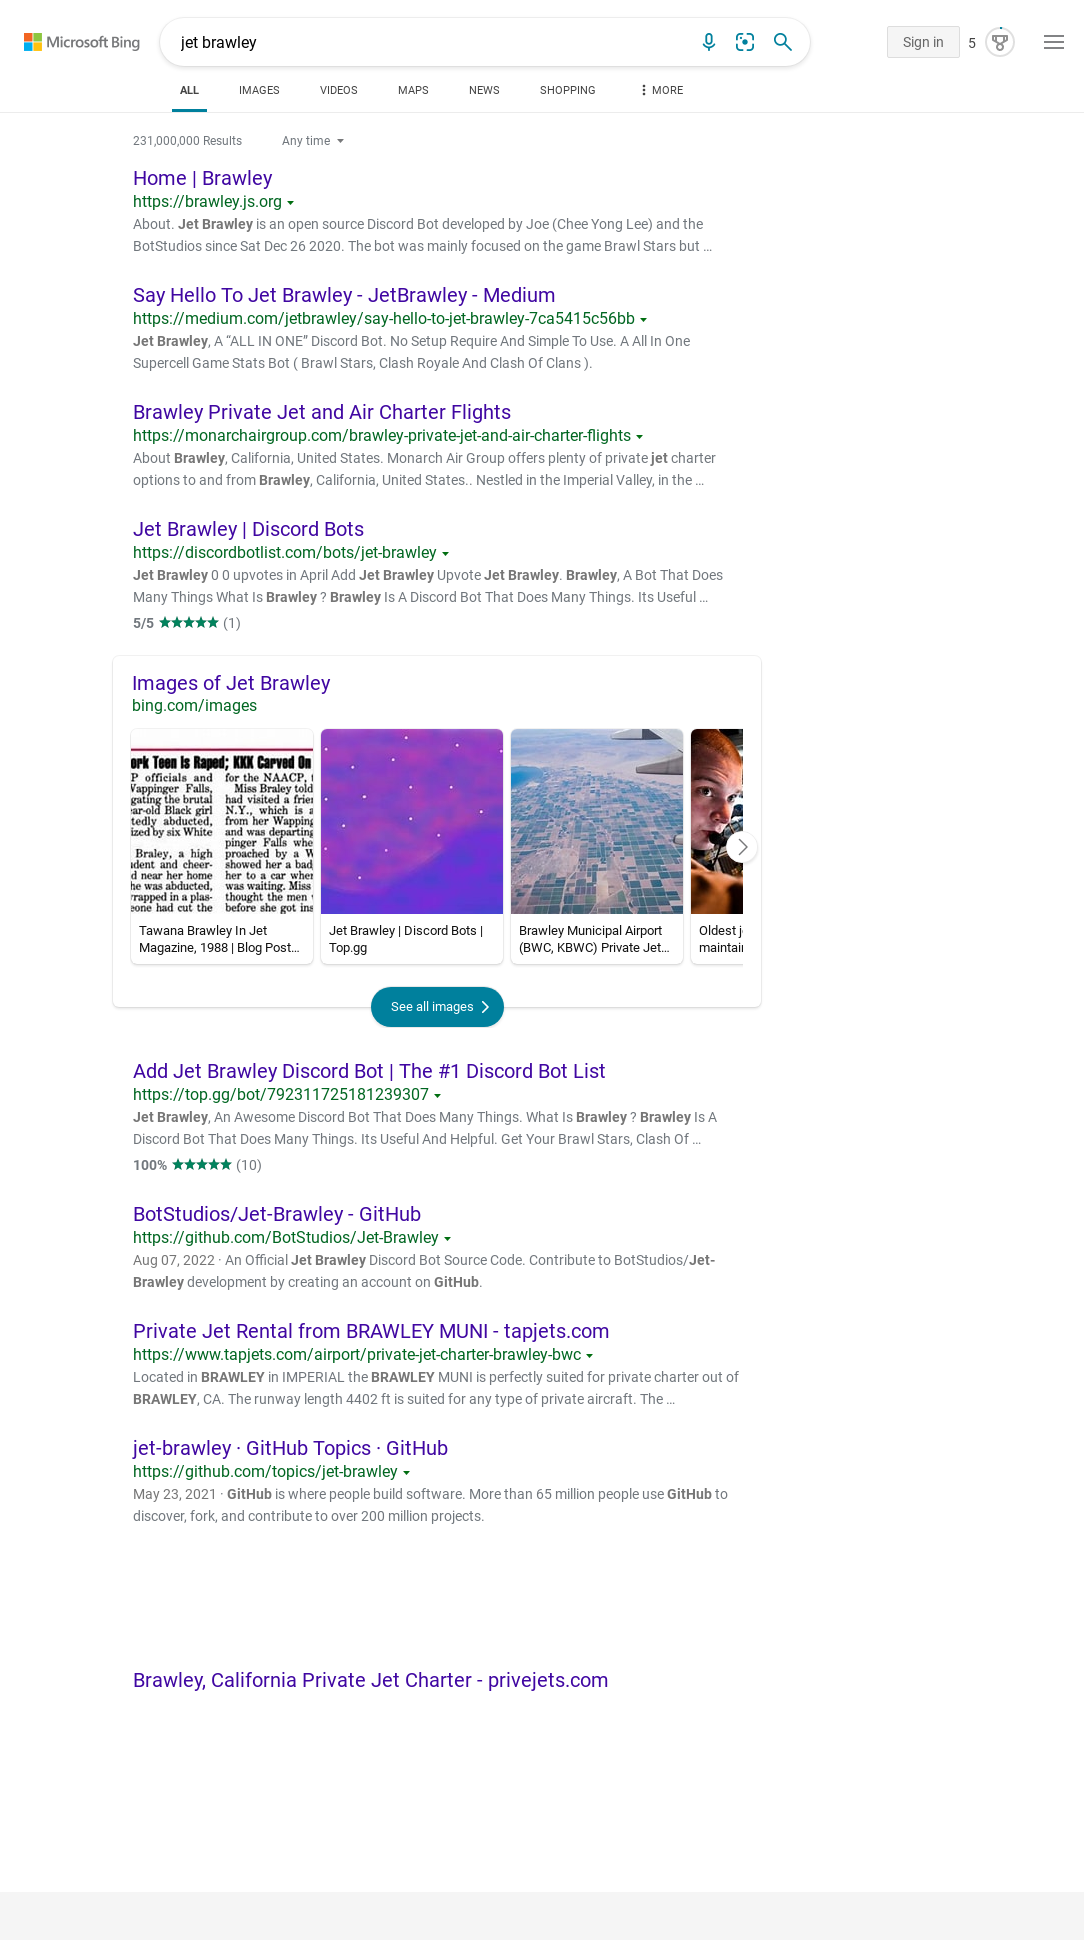 Microsoft Bing
jet brawley
Sign in
5
ALL
IMAGES
VIDEOS
MAPS
NEWS
SHOPPING
MORE
231,000,000 Results
Any time
Home | Brawley
https://brawley.js.org
About. Jet Brawley is an open source Discord Bot developed by Joe (Chee Yong Lee) and the
BotStudios since Sat Dec 26 2020. The bot was mainly focused on the game Brawl Stars but ...
Say Hello To Jet Brawley - JetBrawley - Medium
https://medium.com/jetbrawley/say-hello-to-jet-brawley-7ca5415c56bb
Jet Brawley, A “ALL IN ONE” Discord Bot. No Setup Require And Simple To Use. A All In One
Supercell Game Stats Bot ( Brawl Stars, Clash Royale And Clash Of Clans ).
Brawley Private Jet and Air Charter Flights
https://monarchairgroup.com/brawley-private-jet-and-air-charter-flights
About Brawley, California, United States. Monarch Air Group offers plenty of private jet charter
options to and from Brawley, California, United States.. Nestled in the Imperial Valley, in the ...
Jet Brawley | Discord Bots
https://discordbotlist.com/bots/jet-brawley
Jet Brawley 0 0 upvotes in April Add Jet Brawley Upvote Jet Brawley. Brawley, A Bot That Does
Many Things What Is Brawley ? Brawley Is A Discord Bot That Does Many Things. Its Useful ...
5/5 ★★★★★ (1)
Images of Jet Brawley
bing.com/images
ork Teen Is Raped; KKK Carved On
P officials and
Wappinger Falls,
gating the brutal
ear-old Black girl
tedly abducted,
ized by six White
Braley, a high
dent and cheer-
d near her home
he was abducted,
rapped in a plas-
eone had cut the
for the NAACP, t
Miss Braley told
had visited a frien
N.Y., which is a
from her Wapping
and was departing
pinger Falls whe
proached by a W
showed her a bad
her to a car when
was waiting. Miss
thought the men
before she got ins
Tawana Brawley In Jet
Magazine, 1988 | Blog Post...
Jet Brawley | Discord Bots |
Top.gg
Brawley Municipal Airport
(BWC, KBWC) Private Jet...
Oldest je
maintain
See all images
Add Jet Brawley Discord Bot | The #1 Discord Bot List
https://top.gg/bot/792311725181239307
Jet Brawley, An Awesome Discord Bot That Does Many Things. What Is Brawley ? Brawley Is A
Discord Bot That Does Many Things. Its Useful And Helpful. Get Your Brawl Stars, Clash Of ...
100% ★★★★★ (10)
BotStudios/Jet-Brawley - GitHub
https://github.com/BotStudios/Jet-Brawley
Aug 07, 2022 · An Official Jet Brawley Discord Bot Source Code. Contribute to BotStudios/Jet-
Brawley development by creating an account on GitHub.
Private Jet Rental from BRAWLEY MUNI - tapjets.com
https://www.tapjets.com/airport/private-jet-charter-brawley-bwc
Located in BRAWLEY in IMPERIAL the BRAWLEY MUNI is perfectly suited for private charter out of
BRAWLEY, CA. The runway length 4402 ft is suited for any type of private aircraft. The ...
jet-brawley · GitHub Topics · GitHub
https://github.com/topics/jet-brawley
May 23, 2021 · GitHub is where people build software. More than 65 million people use GitHub to
discover, fork, and contribute to over 200 million projects.
Brawley, California Private Jet Charter - privejets.com